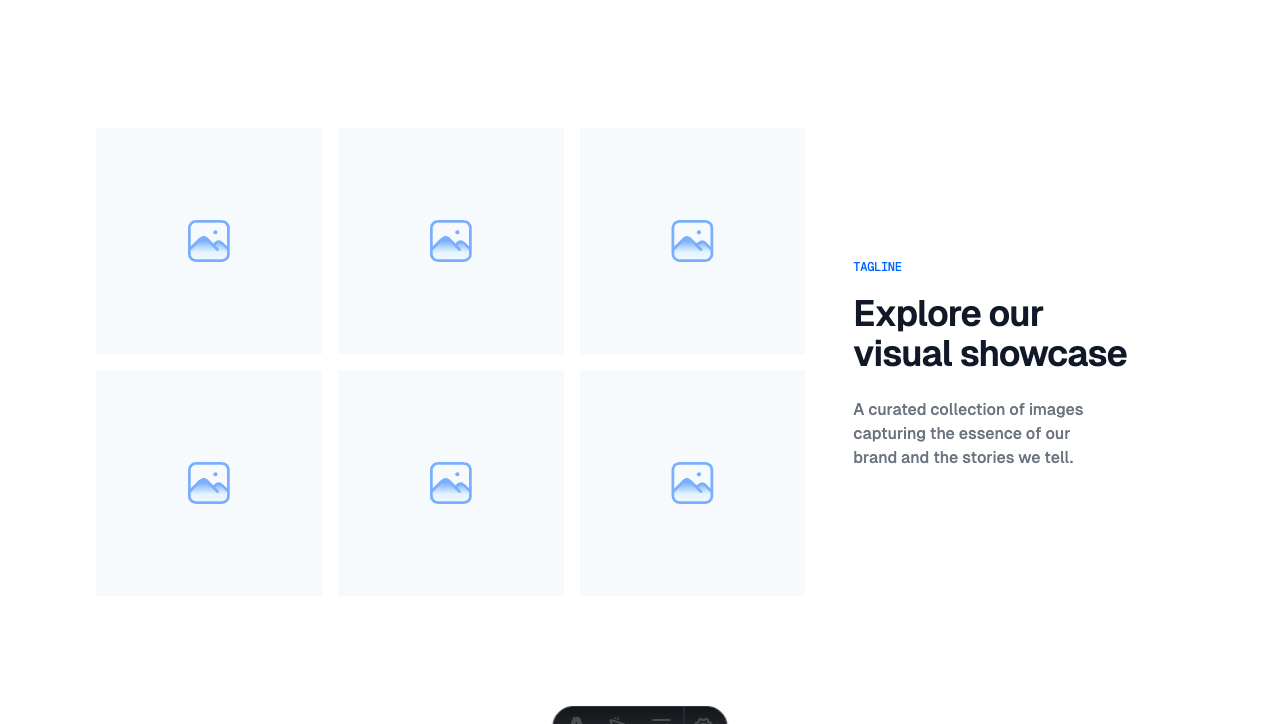 TAGLINE
Explore our
visual showcase
A curated collection of images
capturing the essence of our
brand and the stories we tell.